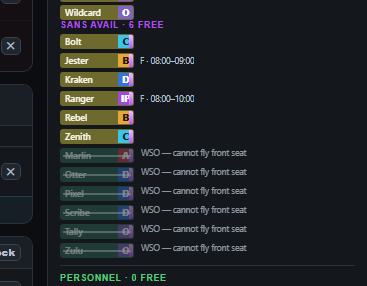 Wildcard O
SANS AVAIL · 6 FREE
Bolt C
Jester B F · 08:00–09:00
Kraken D
Ranger IP F · 08:00–10:00
Rebel B
Zenith C
Marlin A WSO — cannot fly front seat
Otter D WSO — cannot fly front seat
Pixel D WSO — cannot fly front seat
Scribe D WSO — cannot fly front seat
Tally O WSO — cannot fly front seat
Zulu O WSO — cannot fly front seat
ock
PERSONNEL · 0 FREE